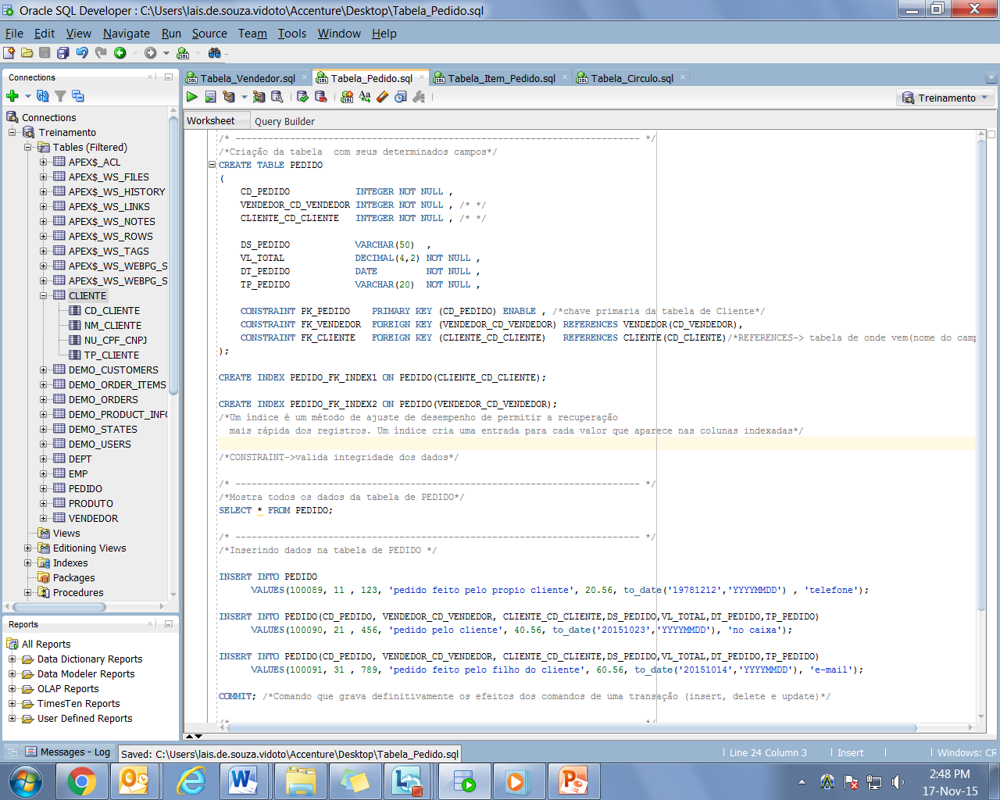 Oracle SQL Developer : C:\Users\lais.de.souza.vidoto\Accenture\Desktop\Tabela_Pedido.sql
File Edit View Navigate Run Source Team Tools Window Help
Connections
Connections
Treinamento
Tables (Filtered)
APEX$_ACL
APEX$_WS_FILES
APEX$_WS_HISTORY
APEX$_WS_LINKS
APEX$_WS_NOTES
APEX$_WS_ROWS
APEX$_WS_TAGS
APEX$_WS_WEBPG_S
APEX$_WS_WEBPG_S
CLIENTE
CD_CLIENTE
NM_CLIENTE
NU_CPF_CNPJ
TP_CLIENTE
DEMO_CUSTOMERS
DEMO_ORDER_ITEMS
DEMO_ORDERS
DEMO_PRODUCT_INFO
DEMO_STATES
DEMO_USERS
DEPT
EMP
PEDIDO
PRODUTO
VENDEDOR
Views
Editioning Views
Indexes
Packages
Procedures
Reports
All Reports
Data Dictionary Reports
Data Modeler Reports
OLAP Reports
TimesTen Reports
User Defined Reports
Tabela_Vendedor.sql Tabela_Pedido.sql Tabela_Item_Pedido.sql Tabela_Circulo.sql
Treinamento
Worksheet Query Builder
/* -------------------------------------------------------------------------- */
/*Criação da tabela  com seus determinados campos*/
CREATE TABLE PEDIDO
(
CD_PEDIDO INTEGER NOT NULL ,
VENDEDOR_CD_VENDEDOR INTEGER NOT NULL , /* */
CLIENTE_CD_CLIENTE INTEGER NOT NULL , /* */
DS_PEDIDO VARCHAR(50) ,
VL_TOTAL DECIMAL(4,2) NOT NULL ,
DT_PEDIDO DATE NOT NULL ,
TP_PEDIDO VARCHAR(20) NOT NULL ,
CONSTRAINT PK_PEDIDO PRIMARY KEY (CD_PEDIDO) ENABLE , /*chave primaria da tabela de Cliente*/
CONSTRAINT FK_VENDEDOR FOREIGN KEY (VENDEDOR_CD_VENDEDOR) REFERENCES VENDEDOR(CD_VENDEDOR),
CONSTRAINT FK_CLIENTE FOREIGN KEY (CLIENTE_CD_CLIENTE) REFERENCES CLIENTE(CD_CLIENTE)/*REFERENCES-> tabela de onde vem(nome do camp
);
CREATE INDEX PEDIDO_FK_INDEX1 ON PEDIDO(CLIENTE_CD_CLIENTE);
CREATE INDEX PEDIDO_FK_INDEX2 ON PEDIDO(VENDEDOR_CD_VENDEDOR);
/*Um índice é um método de ajuste de desempenho de permitir a recuperação
mais rápida dos registros. Um índice cria uma entrada para cada valor que aparece nas colunas indexadas*/
/*CONSTRAINT->valida integridade dos dados*/
/* -------------------------------------------------------------------------- */
/*Mostra todos os dados da tabela de PEDIDO*/
SELECT * FROM PEDIDO;
/* -------------------------------------------------------------------------- */
/*Inserindo dados na tabela de PEDIDO */
INSERT INTO PEDIDO
VALUES(100089, 11 , 123, 'pedido feito pelo propio cliente', 20.56, to_date('19781212','YYYYMMDD') , 'telefone');
INSERT INTO PEDIDO(CD_PEDIDO, VENDEDOR_CD_VENDEDOR, CLIENTE_CD_CLIENTE,DS_PEDIDO,VL_TOTAL,DT_PEDIDO,TP_PEDIDO)
VALUES(100090, 21 , 456, 'pedido pelo cliente', 40.56, to_date('20151023','YYYYMMDD'), 'no caixa');
INSERT INTO PEDIDO(CD_PEDIDO, VENDEDOR_CD_VENDEDOR, CLIENTE_CD_CLIENTE,DS_PEDIDO,VL_TOTAL,DT_PEDIDO,TP_PEDIDO)
VALUES(100091, 31 , 789, 'pedido feito pelo filho do cliente', 60.56, to_date('20151014','YYYYMMDD'), 'e-mail');
COMMIT; /*Comando que grava definitivamente os efeitos dos comandos de uma transação (insert, delete e update)*/
/* -------------------------------------------------------------------------- */
Messages - Log Saved: C:\Users\lais.de.souza.vidoto\Accenture\Desktop\Tabela_Pedido.sql
Line 24 Column 3 Insert Windows: CR
2:48 PM
17-Nov-15